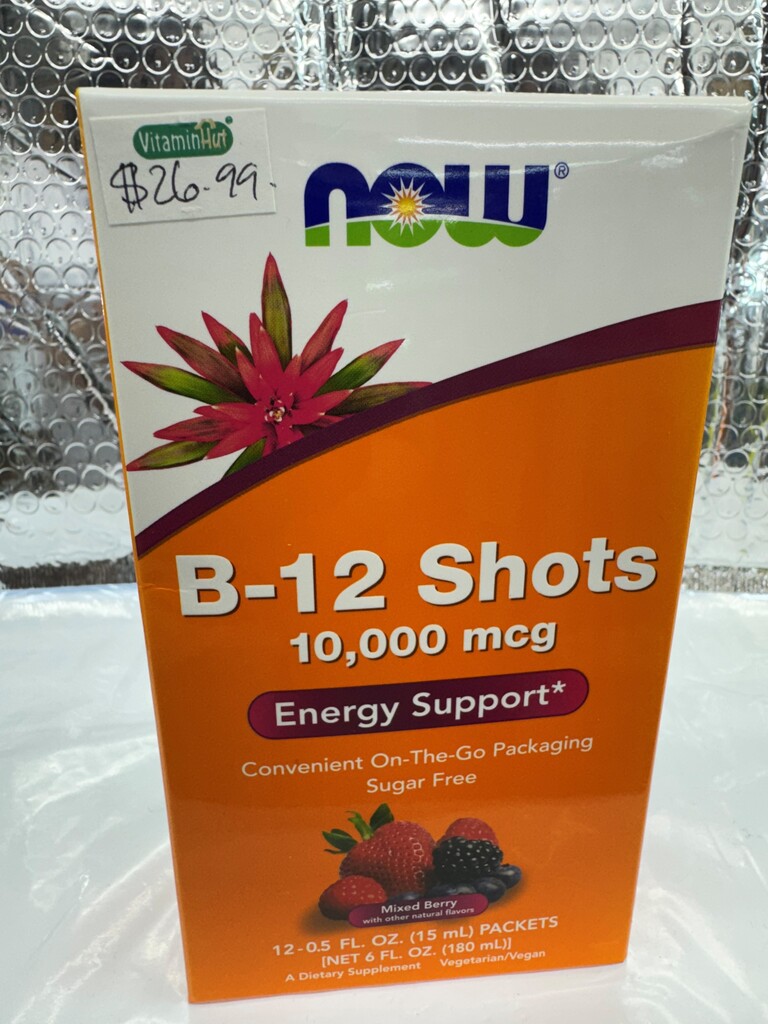 VitaminHut
$26.99.
now®
B-12 Shots
10,000 mcg
Energy Support*
Convenient On-The-Go Packaging
Sugar Free
Mixed Berry
with other natural flavors
12-0.5 FL. OZ. (15 mL) PACKETS
[NET 6 FL. OZ. (180 mL)]
A Dietary Supplement Vegetarian/Vegan